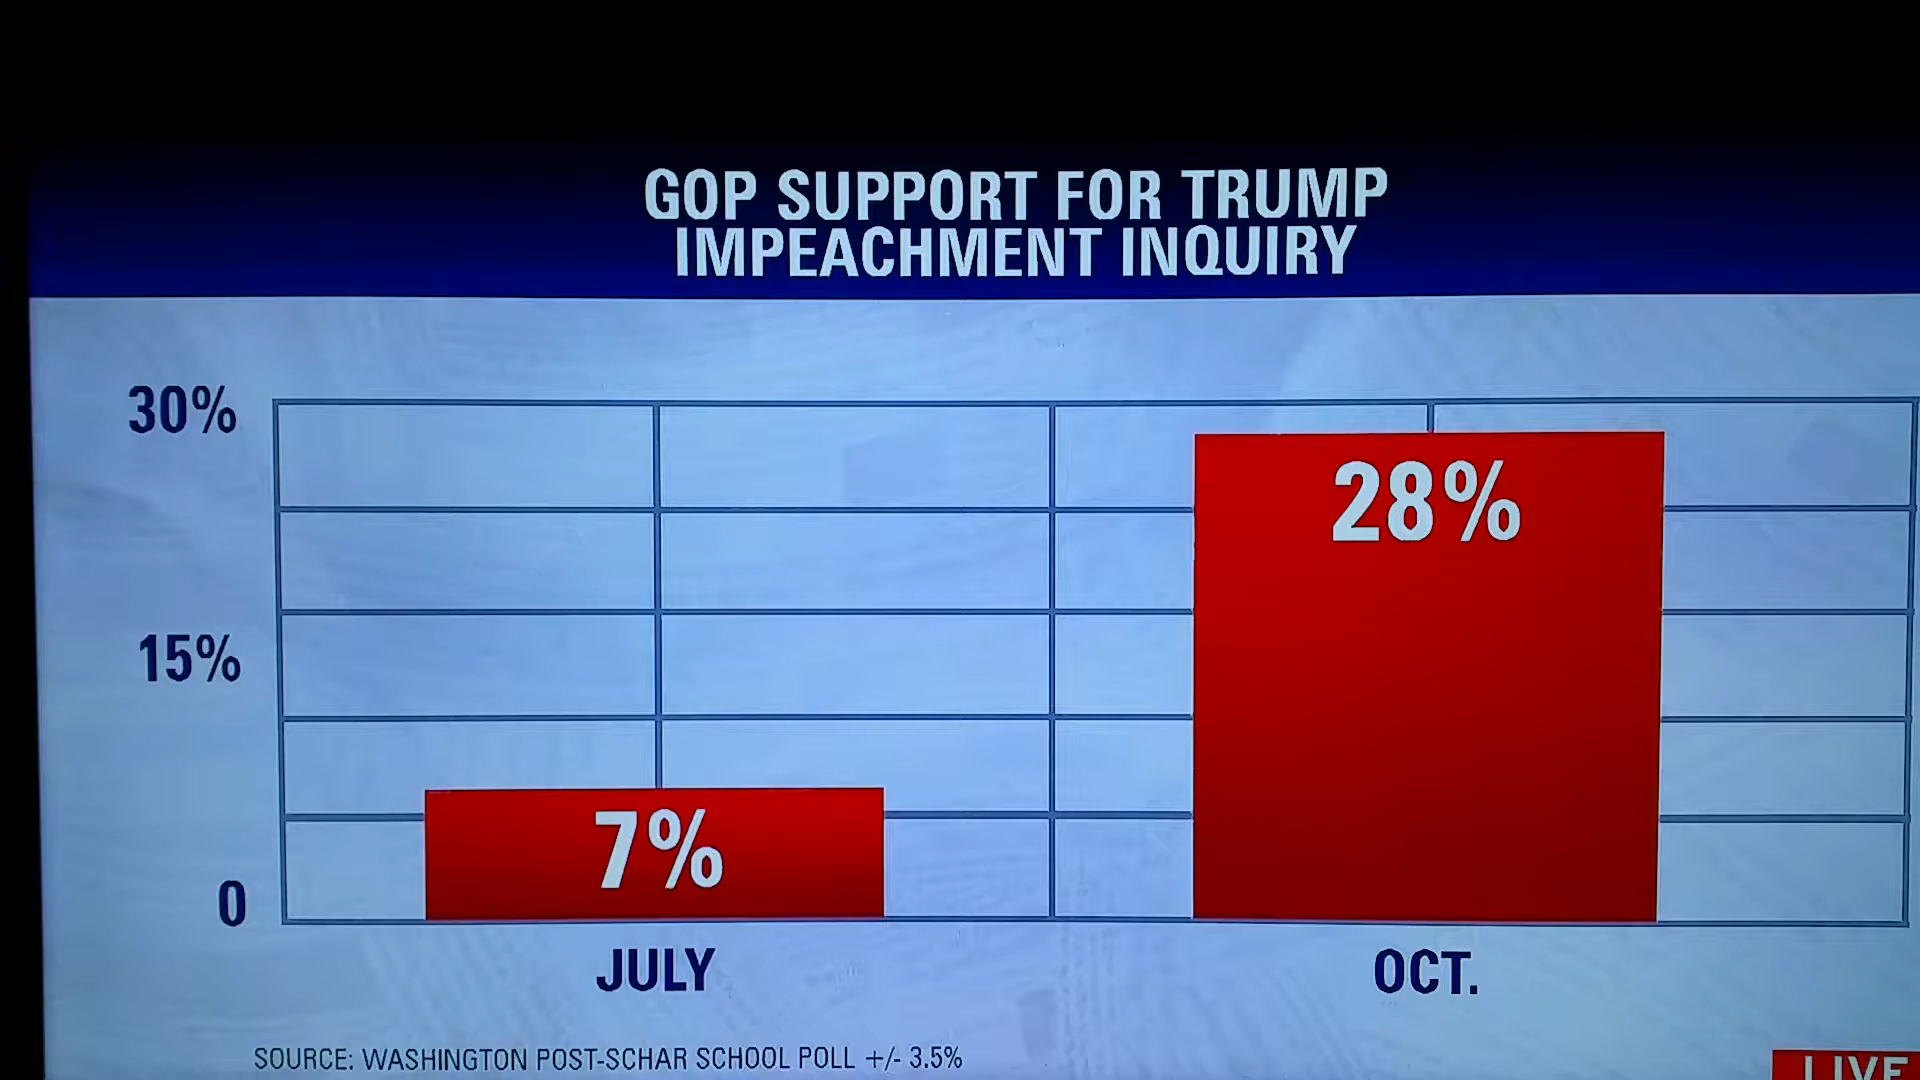 GOP SUPPORT FOR TRUMP
IMPEACHMENT INQUIRY
30%
28%
15%
7%
0
JULY
OCT.
SOURCE: WASHINGTON POST-SCHAR SCHOOL POLL +/- 3.5%
LIVE